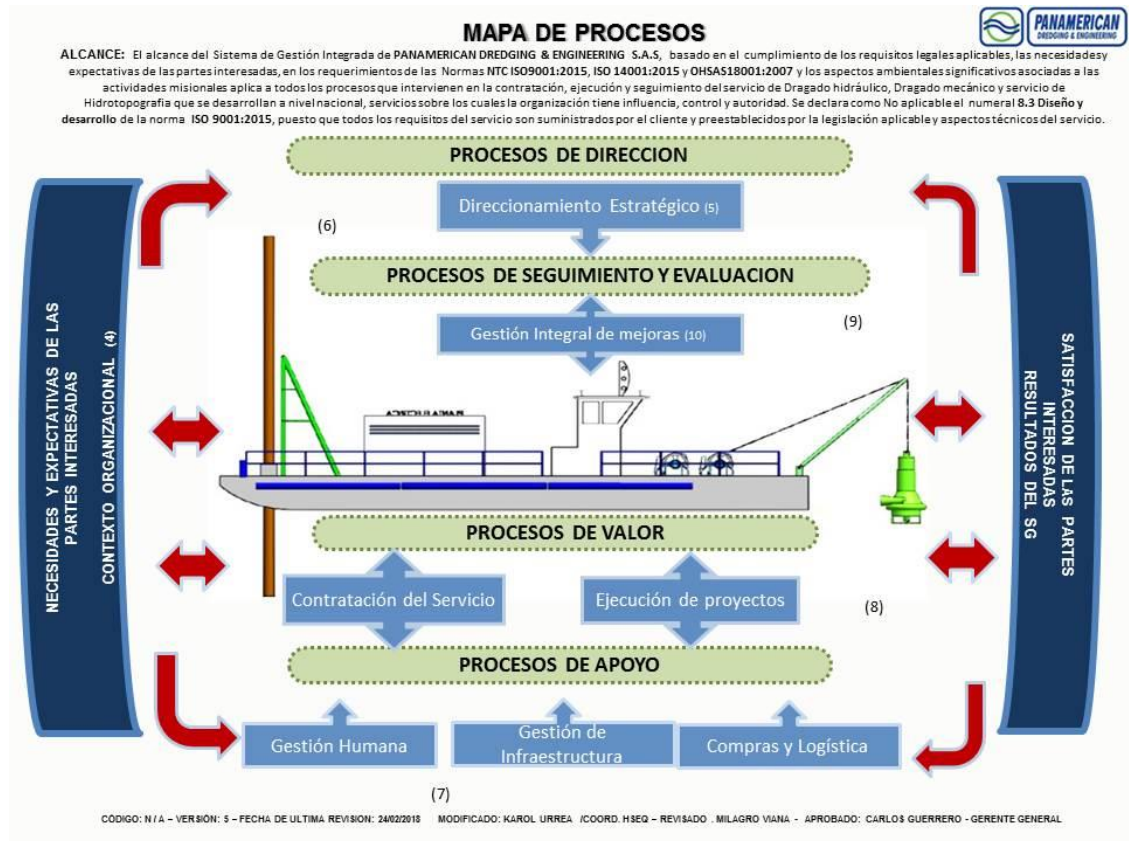 MAPA DE PROCESOS
PANAMERICAN
DREDGING & ENGINEERING
ALCANCE: El alcance del Sistema de Gestión Integrada de PANAMERICAN DREDGING & ENGINEERING S.A.S, basado en el cumplimiento de los requisitos legales aplicables, las necesidades y
expectativas de las partes interesadas, en los requerimientos de las Normas NTC ISO9001:2015, ISO 14001:2015 y OHSAS18001:2007 y los aspectos ambientales significativos asociadas a las
actividades misionales aplica a todos los procesos que intervienen en la contratación, ejecución y seguimiento del servicio de Dragado hidráulico, Dragado mecánico y servicio de
Hidrotopografia que se desarrollan a nivel nacional, servicios sobre los cuales la organización tiene influencia, control y autoridad. Se declara como No aplicable el numeral 8.3 Diseño y
desarrollo de la norma ISO 9001:2015, puesto que todos los requisitos del servicio son suministrados por el cliente y preestablecidos por la legislación aplicable y aspectos técnicos del servicio.
PROCESOS DE DIRECCION
Direccionamiento Estratégico (5)
(6)
PROCESOS DE SEGUIMIENTO Y EVALUACION
Gestión Integral de mejoras (10)
(9)
NECESIDADES Y EXPECTATIVAS DE LAS
PARTES INTERESADAS
CONTEXTO ORGANIZACIONAL (4)
SATISFACCION DE LAS PARTES
INTERESADAS
RESULTADOS DEL SG
PROCESOS DE VALOR
Contratación del Servicio
Ejecución de proyectos
(8)
PROCESOS DE APOYO
Gestión Humana
Gestión de
Infraestructura
Compras y Logística
(7)
CÓDIGO: N / A – VERSIÓN: 5 – FECHA DE ULTIMA REVISION: 24/02/2018 MODIFICADO: KAROL URREA /COORD. HSEQ – REVISADO . MILAGRO VIANA - APROBADO: CARLOS GUERRERO - GERENTE GENERAL